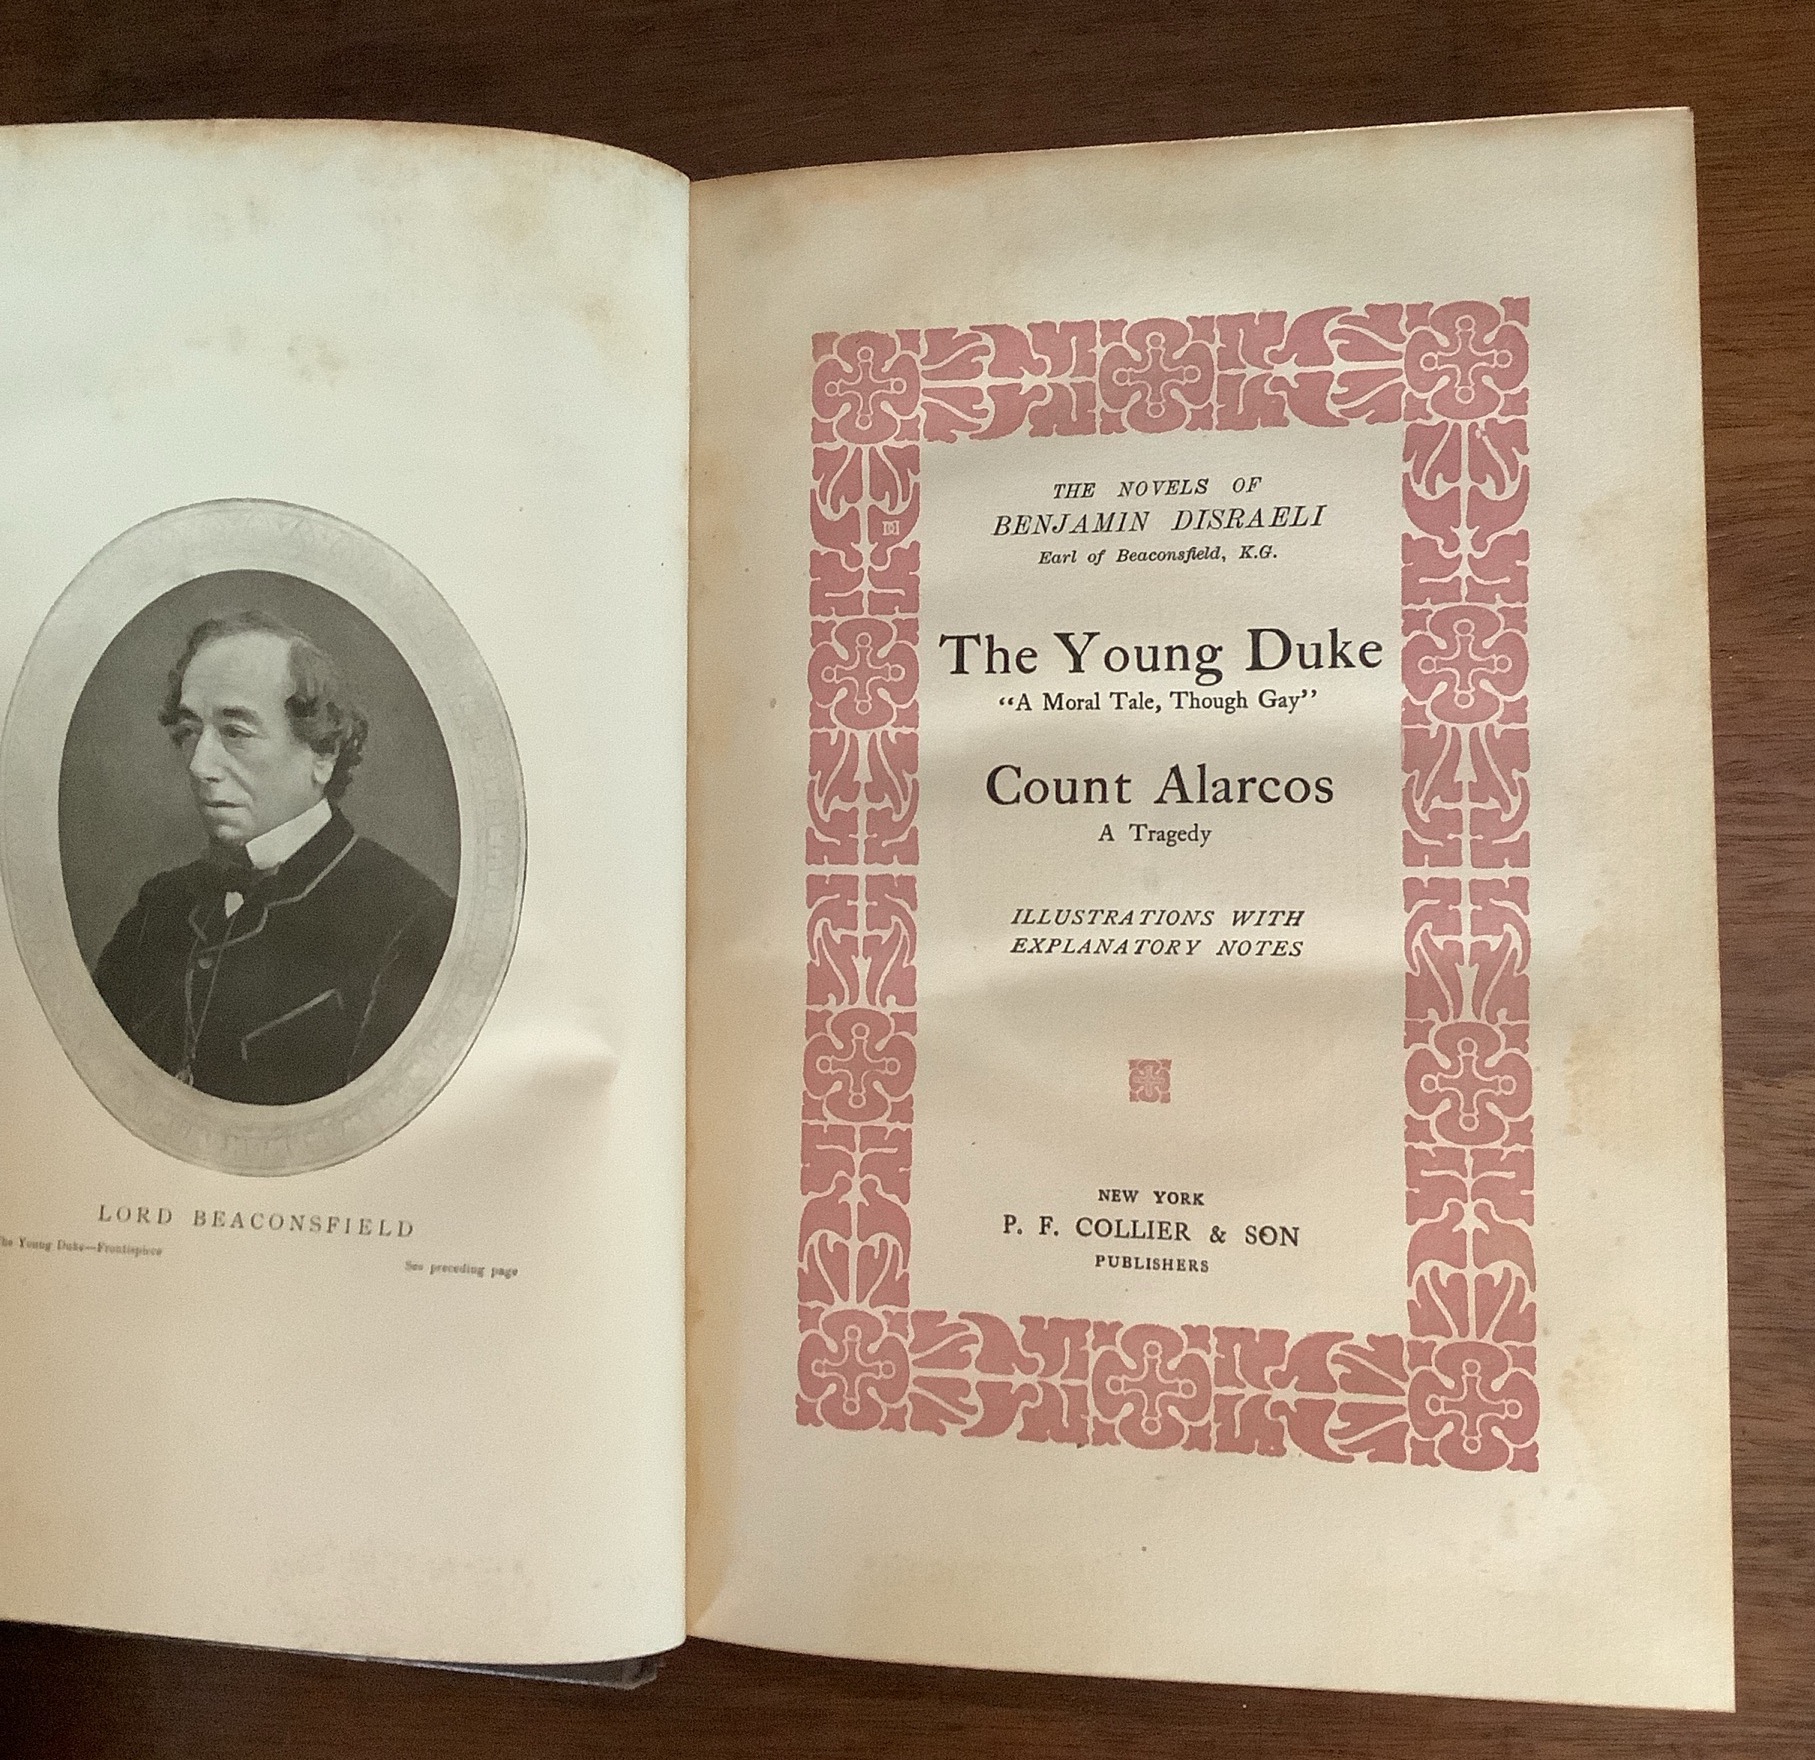 LORD BEACONSFIELD
The Young Duke—Frontispiece
See preceding page
THE NOVELS OF
BENJAMIN DISRAELI
Earl of Beaconsfield, K.G.
The Young Duke
“A Moral Tale, Though Gay”
Count Alarcos
A Tragedy
ILLUSTRATIONS WITH
EXPLANATORY NOTES
NEW YORK
P. F. COLLIER & SON
PUBLISHERS